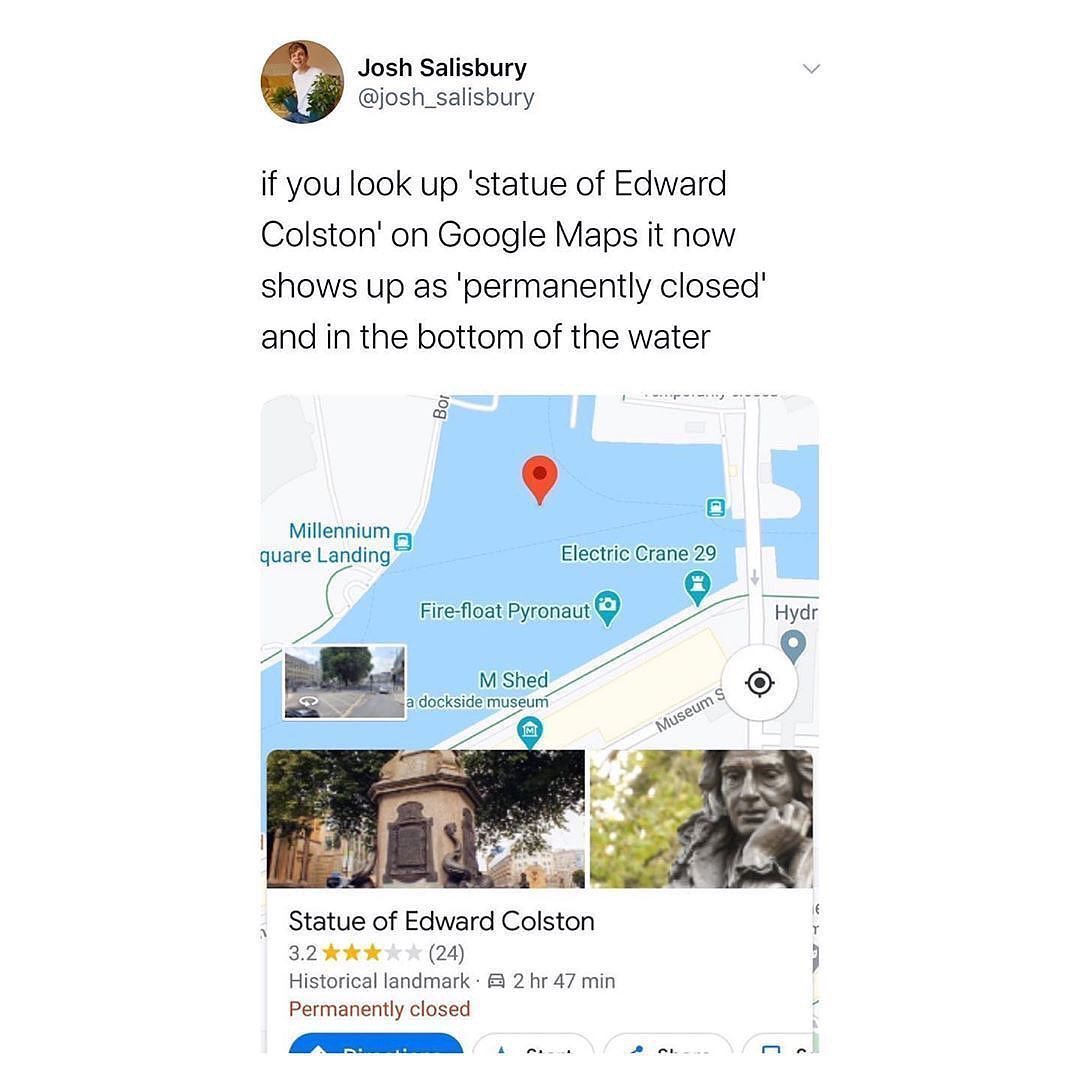 Josh Salisbury
@josh_salisbury
if you look up 'statue of Edward
Colston' on Google Maps it now
shows up as 'permanently closed'
and in the bottom of the water
Bor
Millennium
quare Landing
Electric Crane 29
Fire-float Pyronaut
Hydr
M Shed
a dockside museum
Museum S
Statue of Edward Colston
3.2 (24)
Historical landmark · 2 hr 47 min
Permanently closed
Directions
Start
Share